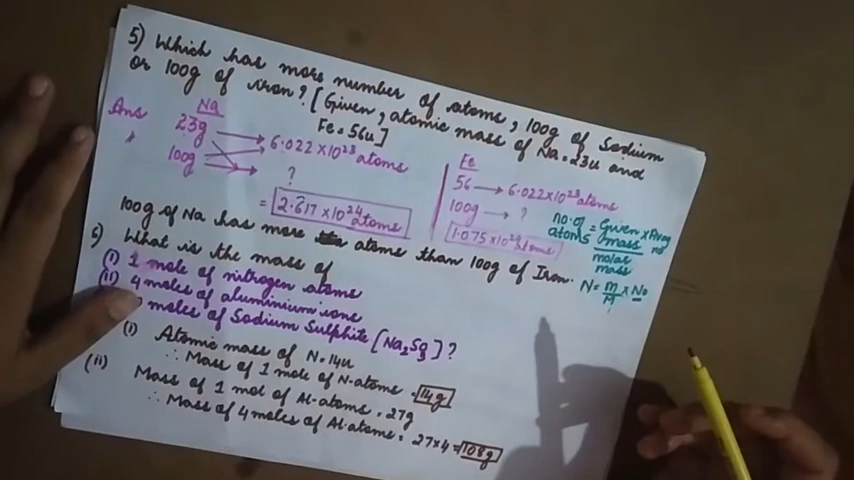 5) Which has more number of atoms, 100g of Sodium
or 100g of iron? [Given, atomic mass of Na = 23u and
Fe = 56u]
Ans
Na
23g → 6.022 × 10²³ atoms
100g → ?
= 2.617 × 10²⁴ atoms
Fe
56 → 6.022 × 10²³ atoms
100g → ?
1.075 × 10²⁴ atoms
no. of atoms = Given mass / molar mass × Avog no
N = m/M × No
100g of Na has more atoms than 100g of Iron.
6) What is the mass of
(i) 1 mole of nitrogen atoms
(ii) 4 moles of aluminium ions
moles of Sodium Sulphite [Na₂SO₃]?
(i) Atomic mass of N = 14u
∴ Mass of 1 mole of N-atoms = 14g
(ii) Mass of 1 mol of Al-atoms = 27g
∴ Mass of 4 moles of Al-atoms = 27×4 = 108g